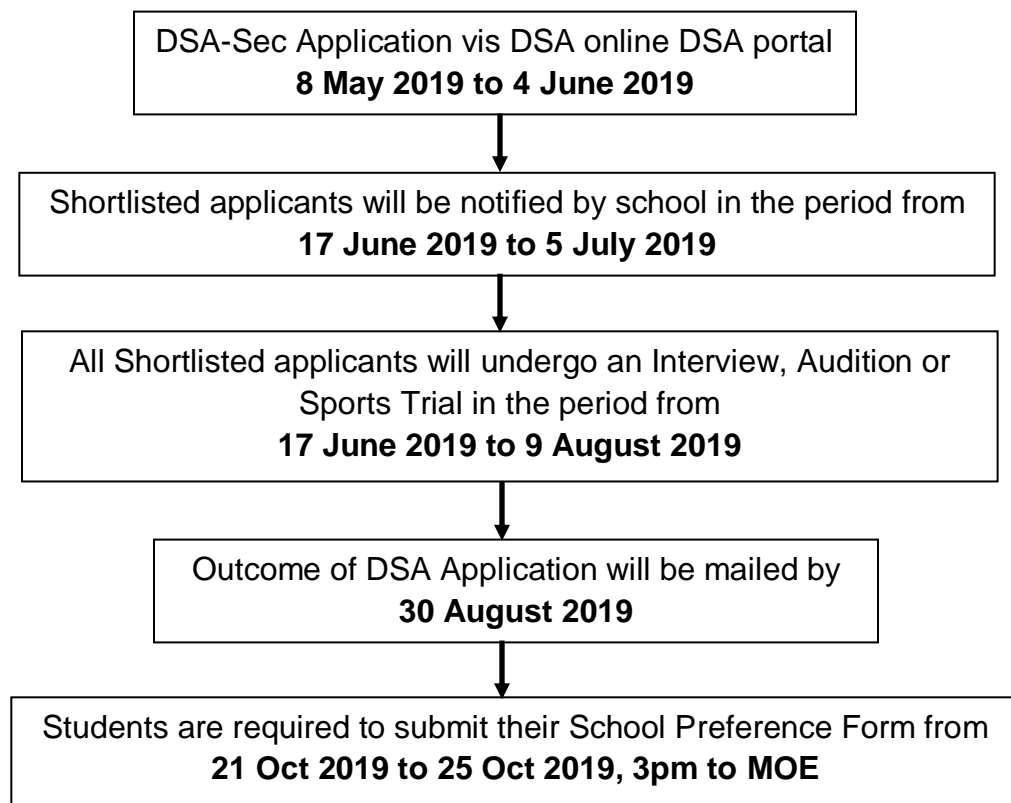 DSA-Sec Application vis DSA online DSA portal
8 May 2019 to 4 June 2019
Shortlisted applicants will be notified by school in the period from
17 June 2019 to 5 July 2019
All Shortlisted applicants will undergo an Interview, Audition or
Sports Trial in the period from
17 June 2019 to 9 August 2019
Outcome of DSA Application will be mailed by
30 August 2019
Students are required to submit their School Preference Form from
21 Oct 2019 to 25 Oct 2019, 3pm to MOE